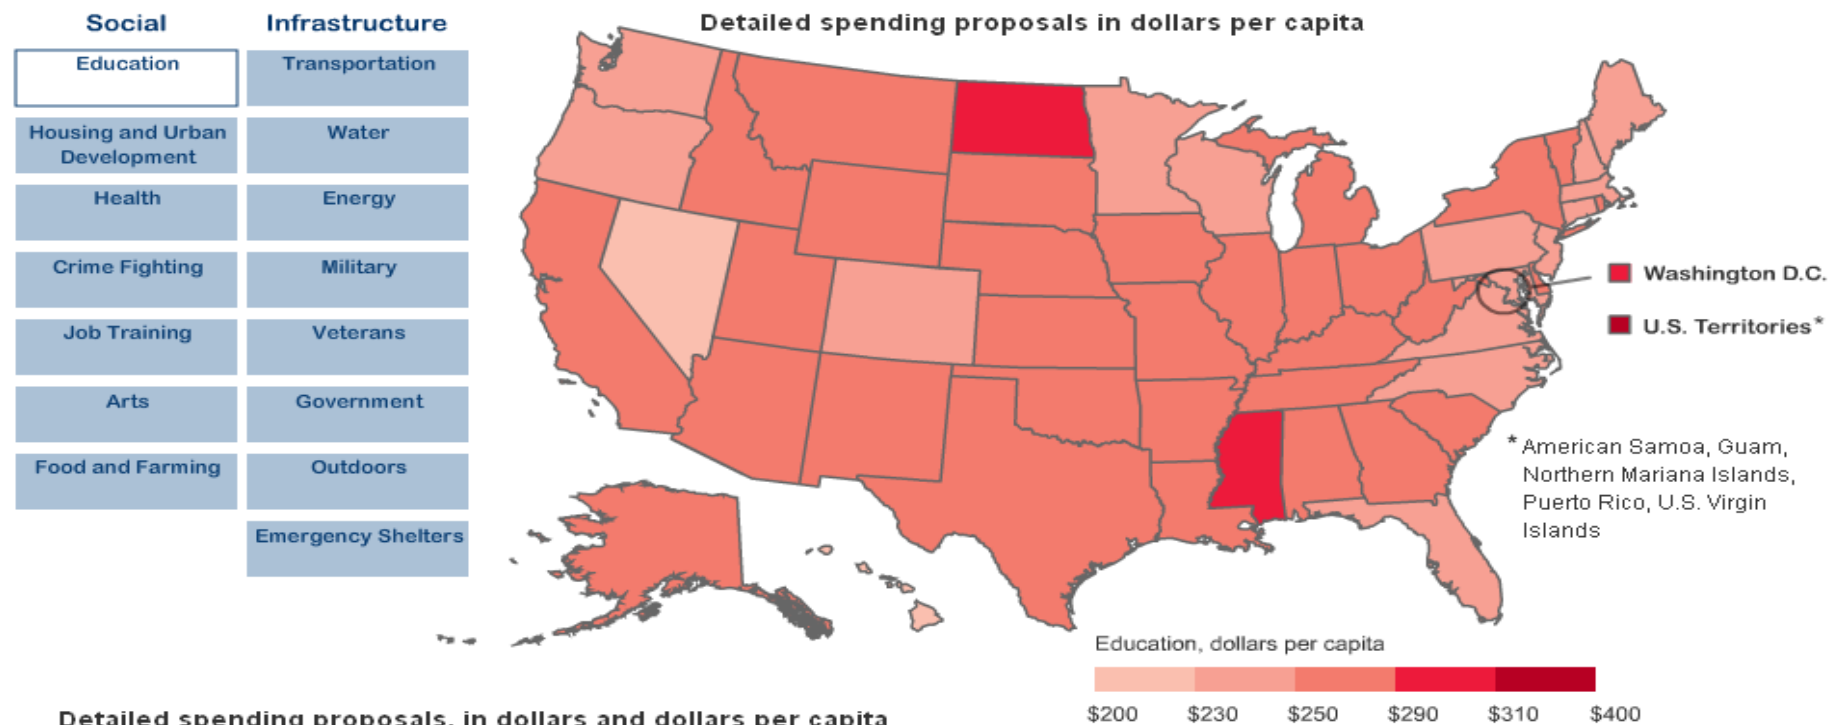 Social
Infrastructure
Detailed spending proposals in dollars per capita
Education
Transportation
Housing and Urban
Development
Water
Health
Energy
Crime Fighting
Military
Job Training
Veterans
Arts
Government
Food and Farming
Outdoors
Emergency Shelters
Washington D.C.
U.S. Territories*
* American Samoa, Guam,
Northern Mariana Islands,
Puerto Rico, U.S. Virgin
Islands
Education, dollars per capita
$200 $230 $250 $290 $310 $400
Detailed spending proposals, in dollars and dollars per capita